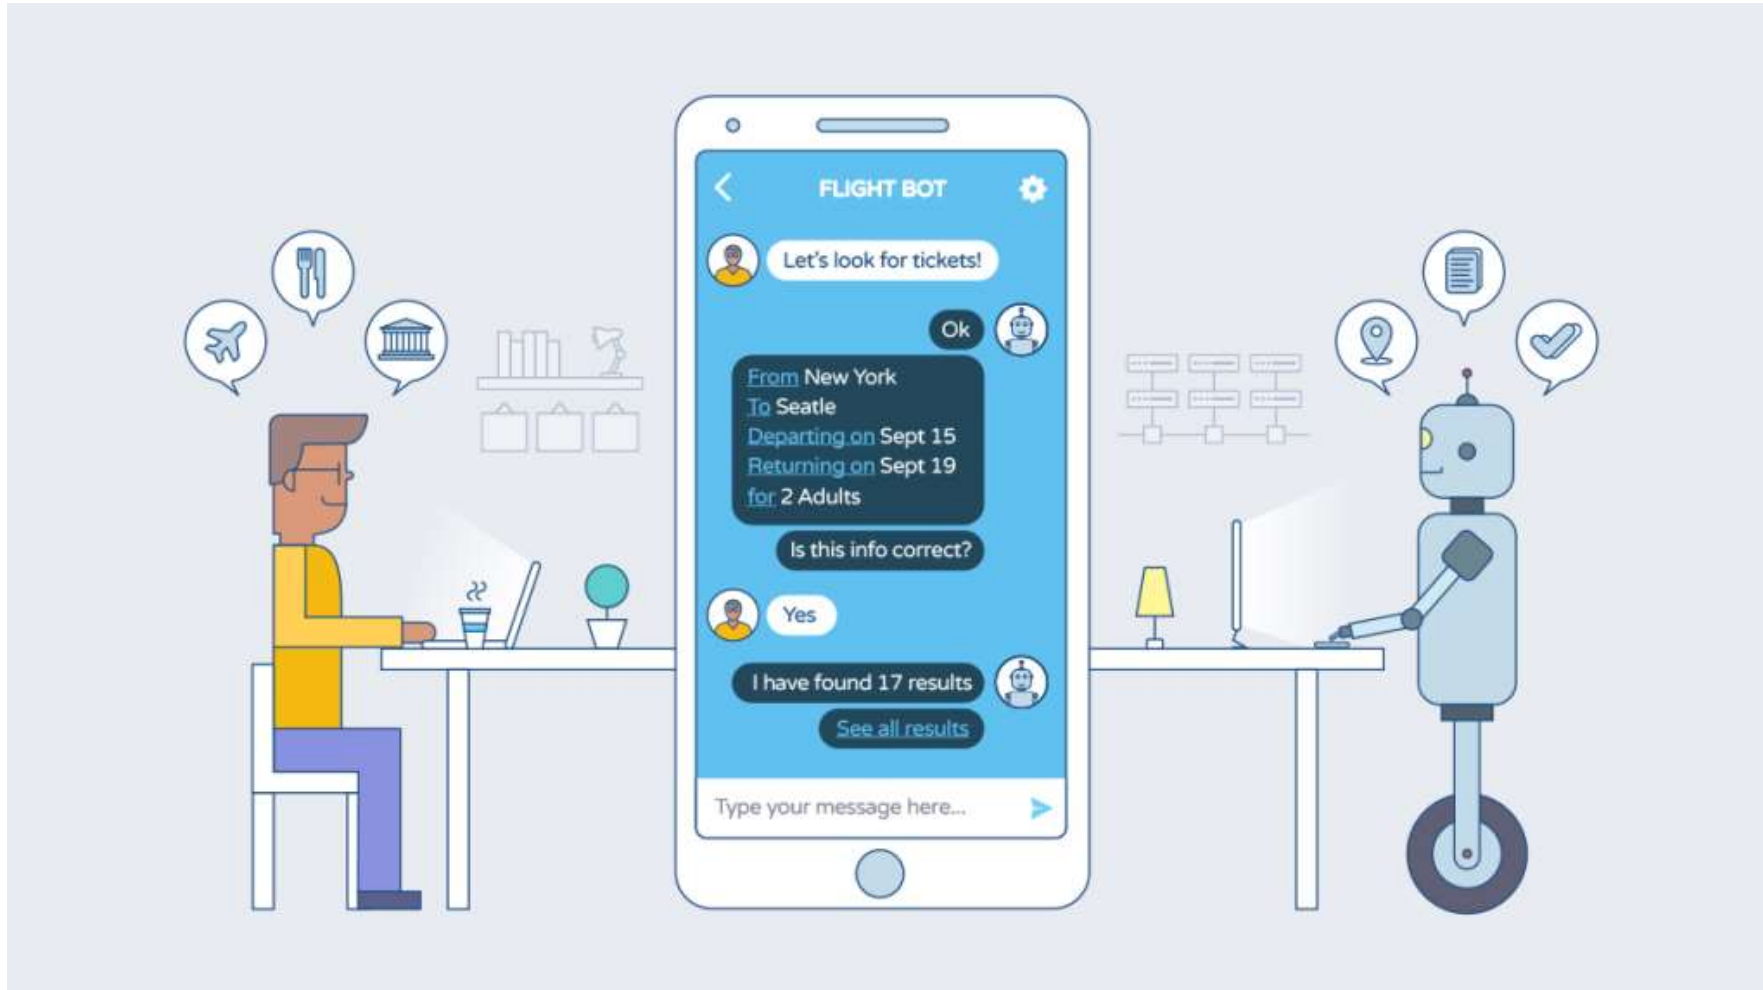 FLIGHT BOT
Let's look for tickets!
Ok
From New York
To Seatle
Departing on Sept 15
Returning on Sept 19
for 2 Adults
Is this info correct?
Yes
I have found 17 results
See all results
Type your message here...